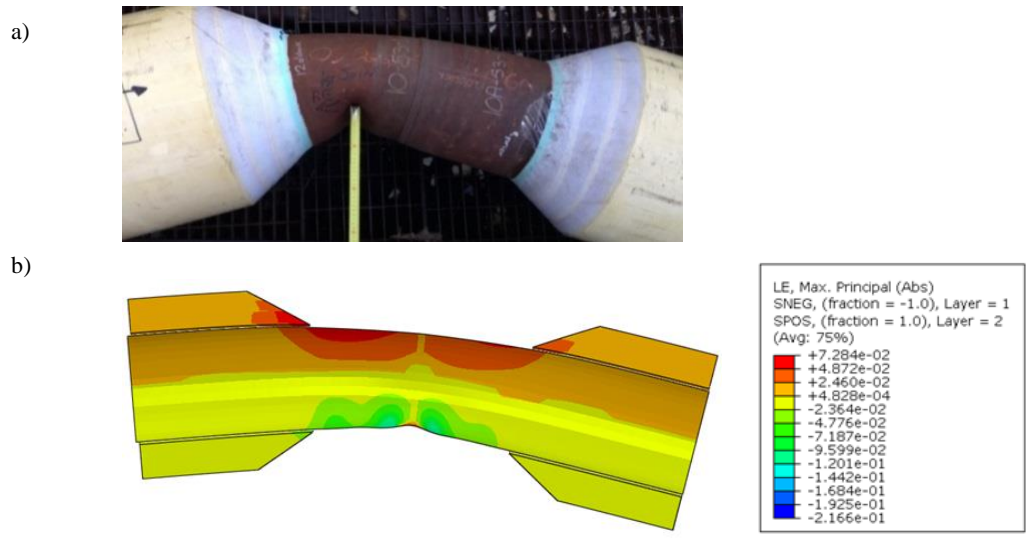 a)
10
b)
LE, Max. Principal (Abs)
SNEG, (fraction = -1.0), Layer = 1
SPOS, (fraction = 1.0), Layer = 2
(Avg: 75%)
+7.284e-02
+4.872e-02
+2.460e-02
+4.828e-04
-2.364e-02
-4.776e-02
-7.187e-02
-9.599e-02
-1.201e-01
-1.442e-01
-1.684e-01
-1.925e-01
-2.166e-01